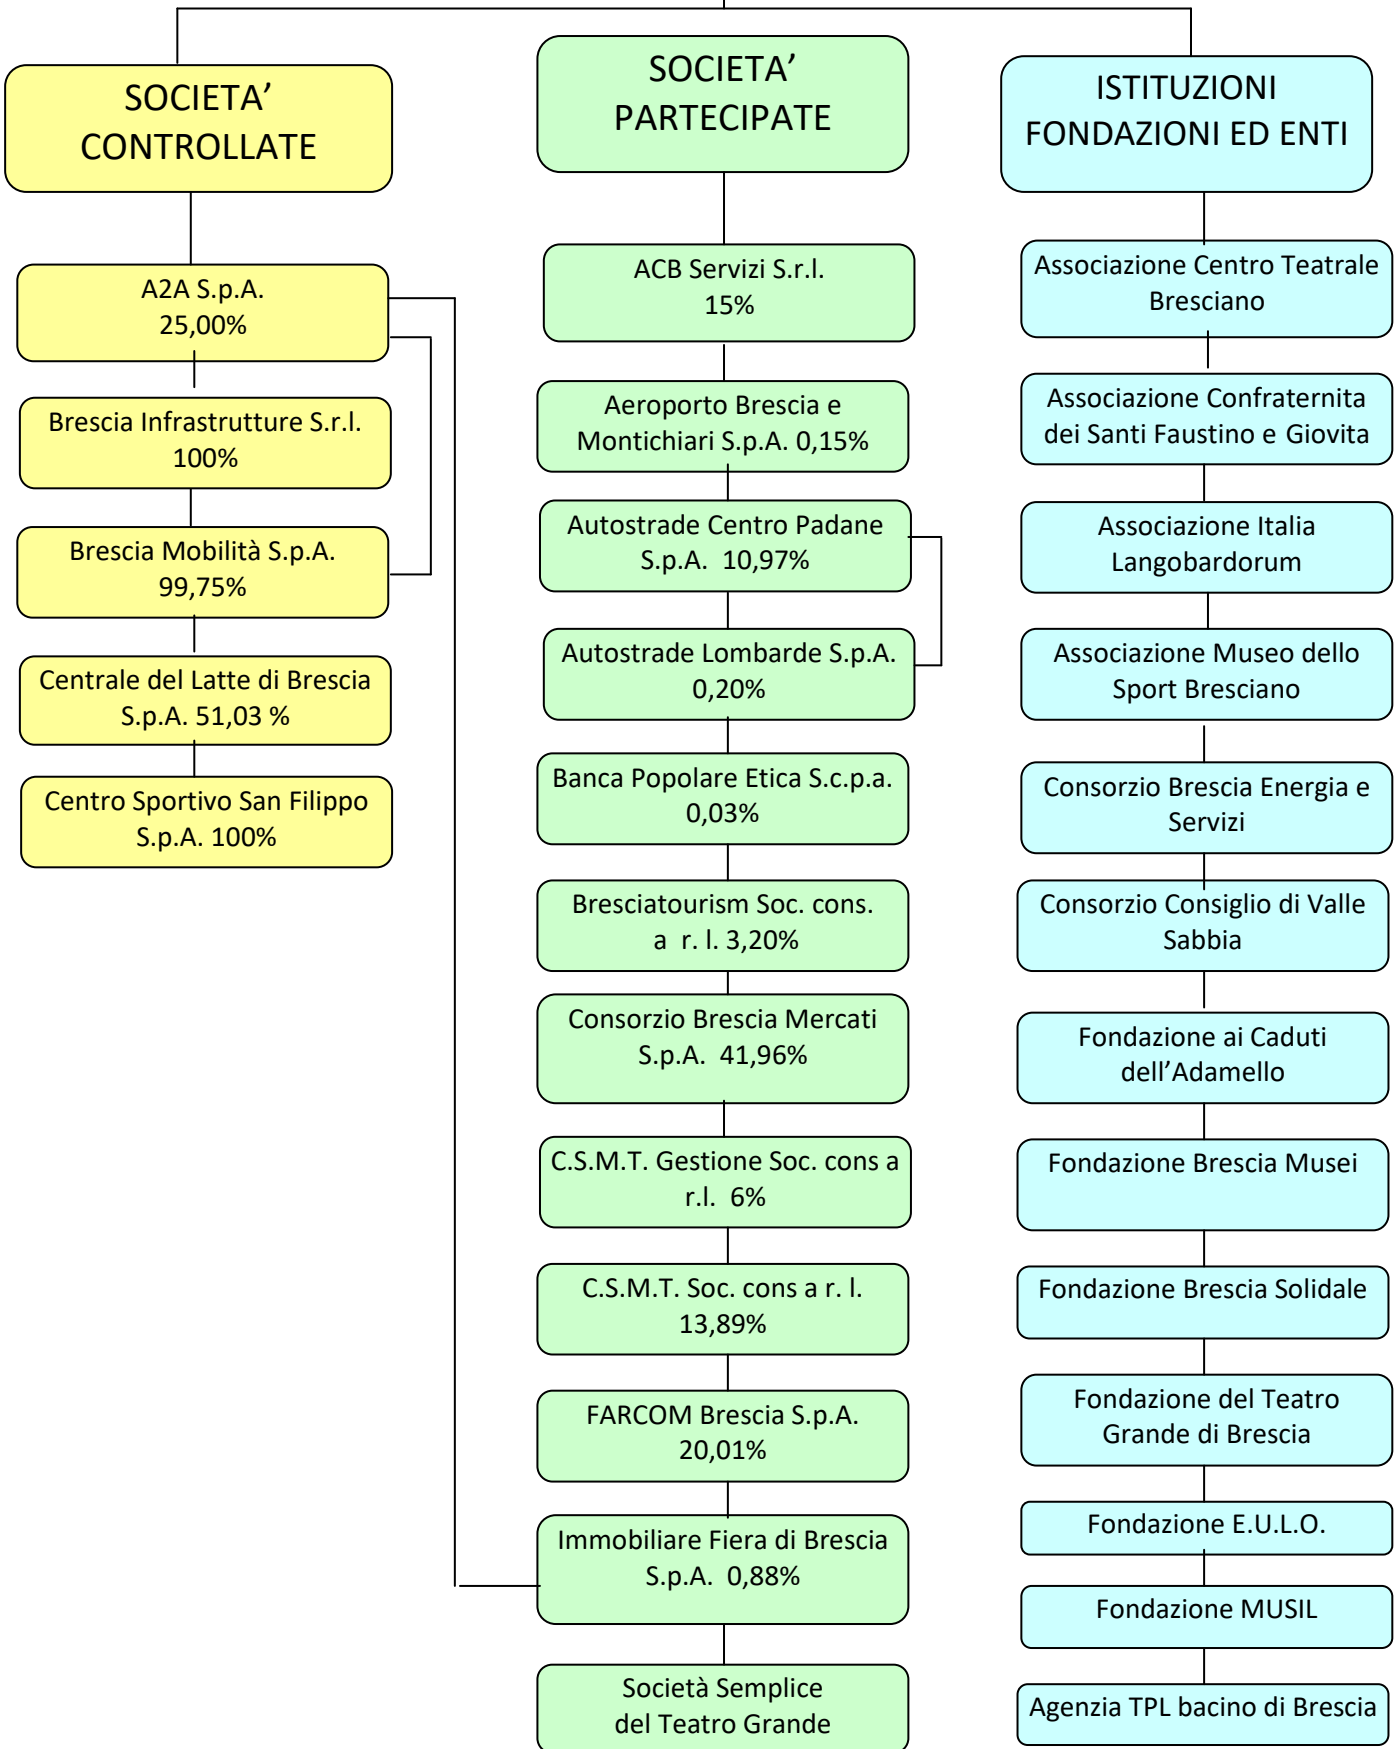 SOCIETA’
CONTROLLATE
A2A S.p.A.
25,00%
Brescia Infrastrutture S.r.l.
100%
Brescia Mobilità S.p.A.
99,75%
Centrale del Latte di Brescia
S.p.A. 51,03 %
Centro Sportivo San Filippo
S.p.A. 100%
SOCIETA’
PARTECIPATE
ACB Servizi S.r.l.
15%
Aeroporto Brescia e
Montichiari S.p.A. 0,15%
Autostrade Centro Padane
S.p.A. 10,97%
Autostrade Lombarde S.p.A.
0,20%
Banca Popolare Etica S.c.p.a.
0,03%
Bresciatourism Soc. cons.
a r. l. 3,20%
Consorzio Brescia Mercati
S.p.A. 41,96%
C.S.M.T. Gestione Soc. cons a
r.l. 6%
C.S.M.T. Soc. cons a r. l.
13,89%
FARCOM Brescia S.p.A.
20,01%
Immobiliare Fiera di Brescia
S.p.A. 0,88%
Società Semplice
del Teatro Grande
ISTITUZIONI
FONDAZIONI ED ENTI
Associazione Centro Teatrale
Bresciano
Associazione Confraternita
dei Santi Faustino e Giovita
Associazione Italia
Langobardorum
Associazione Museo dello
Sport Bresciano
Consorzio Brescia Energia e
Servizi
Consorzio Consiglio di Valle
Sabbia
Fondazione ai Caduti
dell’Adamello
Fondazione Brescia Musei
Fondazione Brescia Solidale
Fondazione del Teatro
Grande di Brescia
Fondazione E.U.L.O.
Fondazione MUSIL
Agenzia TPL bacino di Brescia